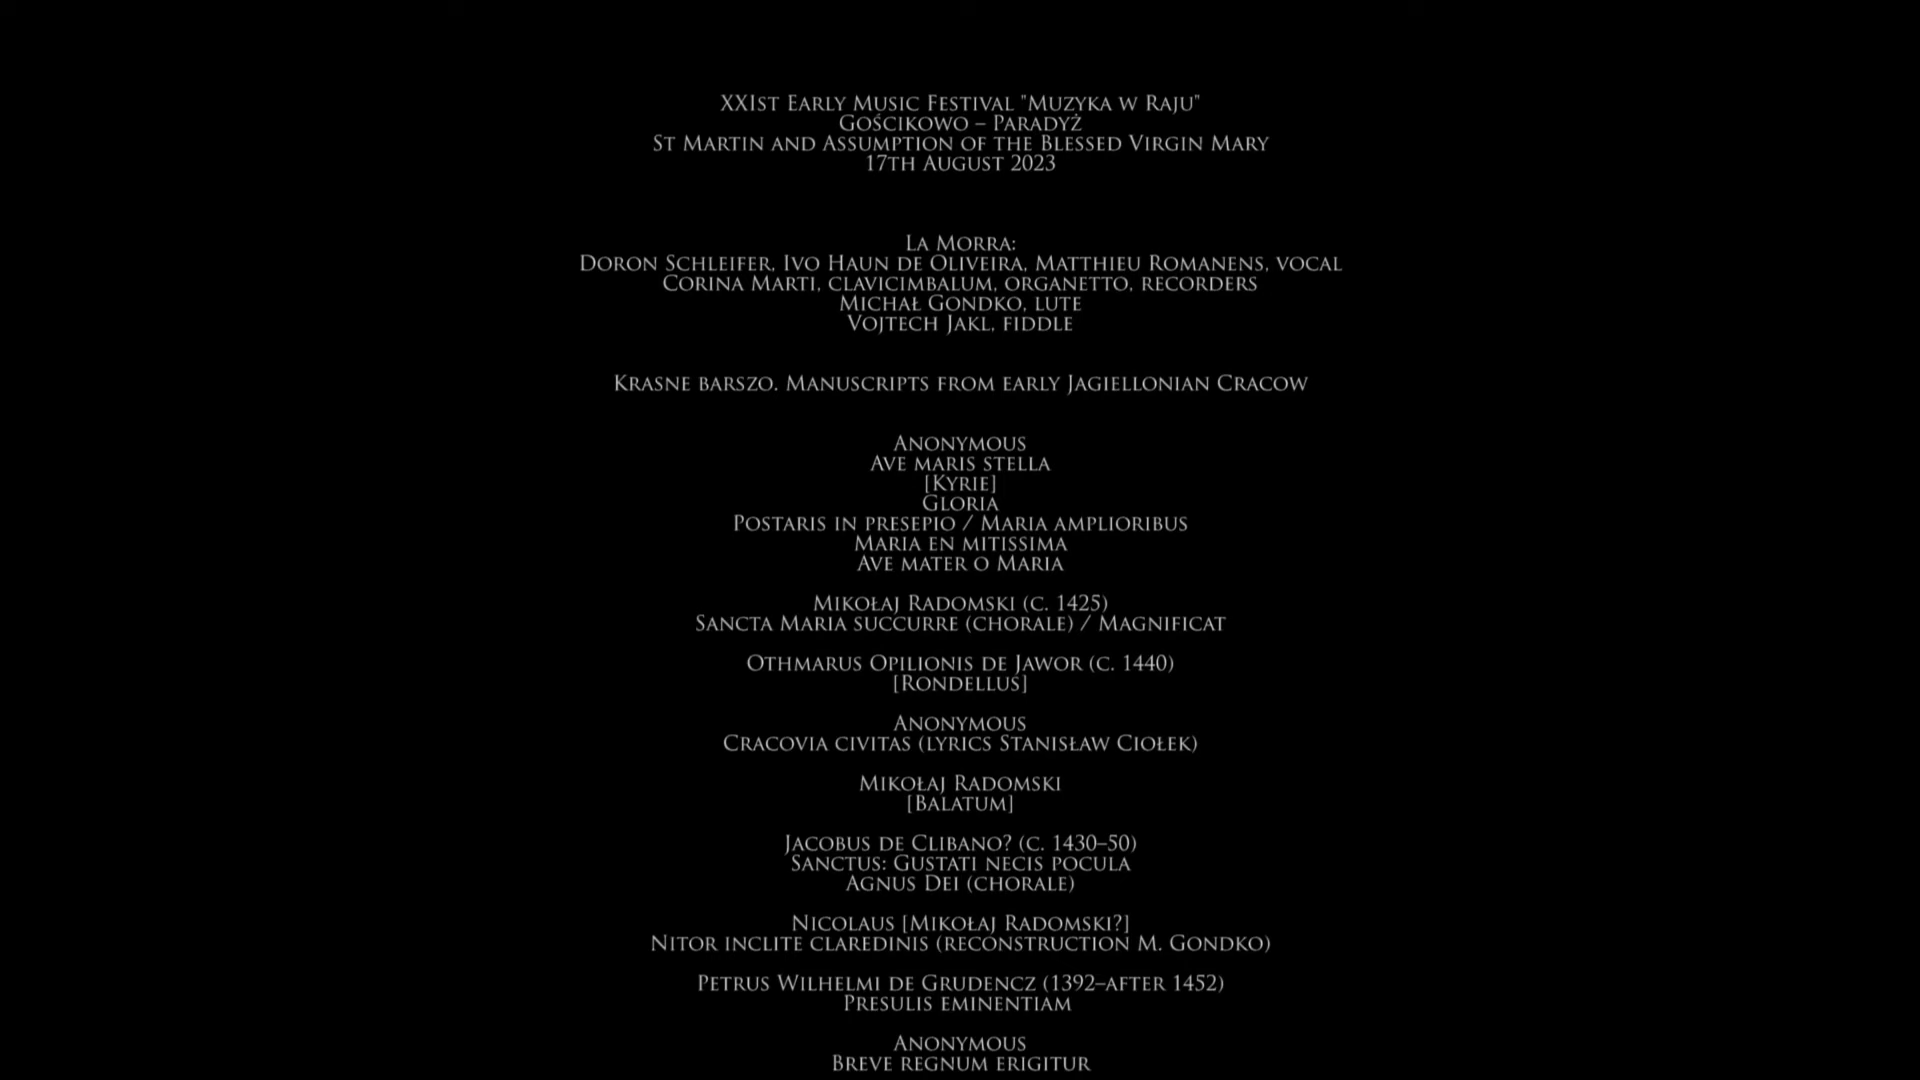 XXIst Early Music Festival "Muzyka w Raju"
Gościkowo – Paradyż
St Martin and Assumption of the Blessed Virgin Mary
17th August 2023
La Morra:
Doron Schleifer, Ivo Haun de Oliveira, Matthieu Romanens, vocal
Corina Marti, clavicimbalum, organetto, recorders
Michał Gondko, lute
Vojtech Jakl, fiddle
Krasne barszo. Manuscripts from early Jagiellonian Cracow
Anonymous
Ave maris stella
[Kyrie]
Gloria
Postaris in presepio / Maria amplioribus
Maria en mitissima
Ave mater o Maria
Mikołaj Radomski (c. 1425)
Sancta Maria succurre (chorale) / Magnificat
Othmarus Opilionis de Jawor (c. 1440)
[Rondellus]
Anonymous
Cracovia civitas (lyrics Stanisław Ciołek)
Mikołaj Radomski
[Balatum]
Jacobus de Clibano? (c. 1430–50)
Sanctus: Gustati necis pocula
Agnus Dei (chorale)
Nicolaus [Mikołaj Radomski?]
Nitor inclite claredinis (reconstruction M. Gondko)
Petrus Wilhelmi de Grudencz (1392–after 1452)
Presulis eminentiam
Anonymous
Breve regnum erigitur